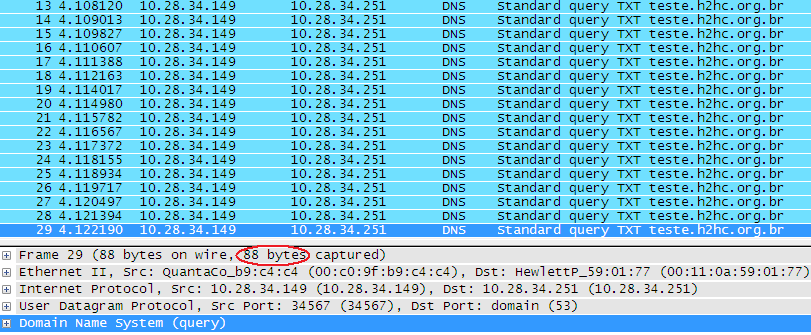 13 4.108120 10.28.34.149 10.28.34.251 DNS Standard query TXT teste.h2hc.org.br
14 4.109013 10.28.34.149 10.28.34.251 DNS Standard query TXT teste.h2hc.org.br
15 4.109827 10.28.34.149 10.28.34.251 DNS Standard query TXT teste.h2hc.org.br
16 4.110607 10.28.34.149 10.28.34.251 DNS Standard query TXT teste.h2hc.org.br
17 4.111388 10.28.34.149 10.28.34.251 DNS Standard query TXT teste.h2hc.org.br
18 4.112163 10.28.34.149 10.28.34.251 DNS Standard query TXT teste.h2hc.org.br
19 4.114017 10.28.34.149 10.28.34.251 DNS Standard query TXT teste.h2hc.org.br
20 4.114980 10.28.34.149 10.28.34.251 DNS Standard query TXT teste.h2hc.org.br
21 4.115782 10.28.34.149 10.28.34.251 DNS Standard query TXT teste.h2hc.org.br
22 4.116567 10.28.34.149 10.28.34.251 DNS Standard query TXT teste.h2hc.org.br
23 4.117372 10.28.34.149 10.28.34.251 DNS Standard query TXT teste.h2hc.org.br
24 4.118155 10.28.34.149 10.28.34.251 DNS Standard query TXT teste.h2hc.org.br
25 4.118934 10.28.34.149 10.28.34.251 DNS Standard query TXT teste.h2hc.org.br
26 4.119717 10.28.34.149 10.28.34.251 DNS Standard query TXT teste.h2hc.org.br
27 4.120497 10.28.34.149 10.28.34.251 DNS Standard query TXT teste.h2hc.org.br
28 4.121394 10.28.34.149 10.28.34.251 DNS Standard query TXT teste.h2hc.org.br
29 4.122190 10.28.34.149 10.28.34.251 DNS Standard query TXT teste.h2hc.org.br
Frame 29 (88 bytes on wire, 88 bytes captured)
Ethernet II, Src: QuantaCo_b9:c4:c4 (00:c0:9f:b9:c4:c4), Dst: HewlettP_59:01:77 (00:11:0a:59:01:77)
Internet Protocol, Src: 10.28.34.149 (10.28.34.149), Dst: 10.28.34.251 (10.28.34.251)
User Datagram Protocol, Src Port: 34567 (34567), Dst Port: domain (53)
Domain Name System (query)